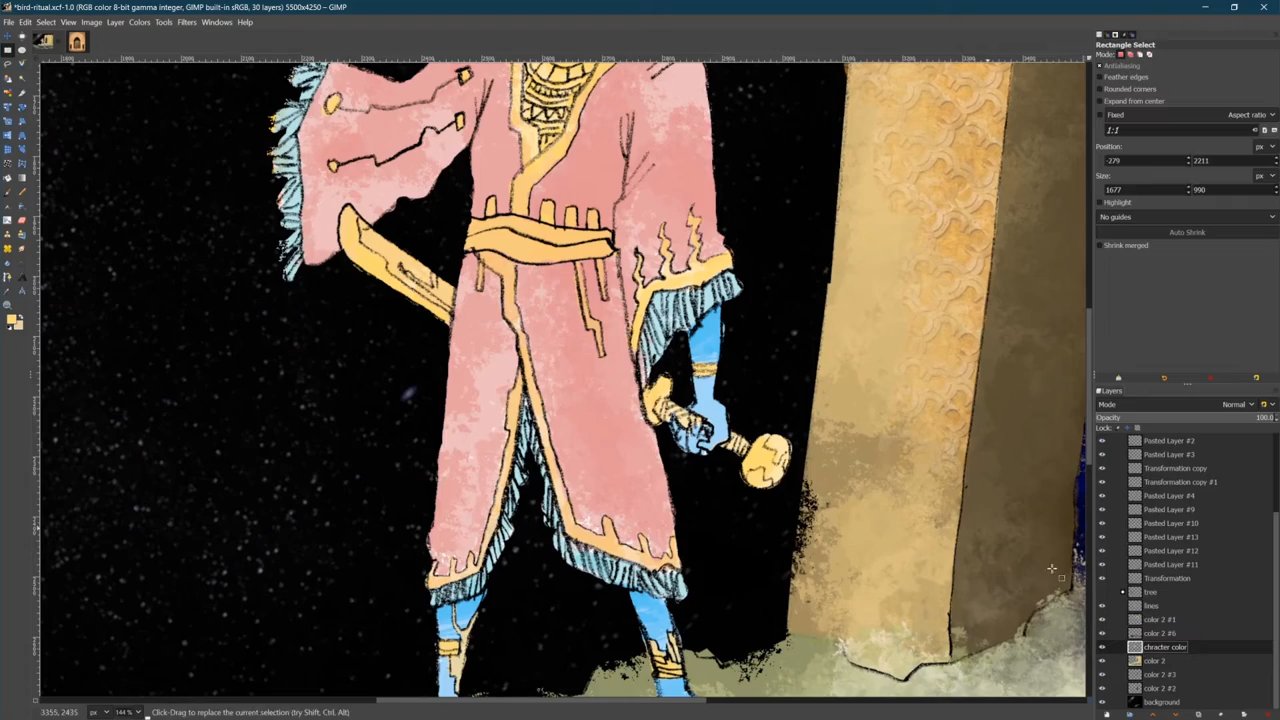 *bird-ritual.xcf-1.0 (RGB color 8-bit gamma integer, GIMP built-in sRGB, 30 layers) 5500x4250 – GIMP
File Edit Select View Image Layer Colors Tools Filters Windows Help
Rectangle Select
Mode:
Antialiasing
Feather edges
Rounded corners
Expand from center
Fixed Aspect ratio
1:1
Position: px
-279 2211
Size: px
1677 990
Highlight
No guides
Auto Shrink
Shrink merged
Layers
Mode Normal
Opacity 100.0
Lock:
Pasted Layer #2
Pasted Layer #3
Transformation copy
Transformation copy #1
Pasted Layer #4
Pasted Layer #9
Pasted Layer #10
Pasted Layer #13
Pasted Layer #12
Pasted Layer #11
Transformation
tree
lines
color 2 #1
color 2 #6
chracter color
color 2
color 2 #3
color 2 #2
background
3355, 2435 px 144 % Click-Drag to replace the current selection (try Shift, Ctrl, Alt)